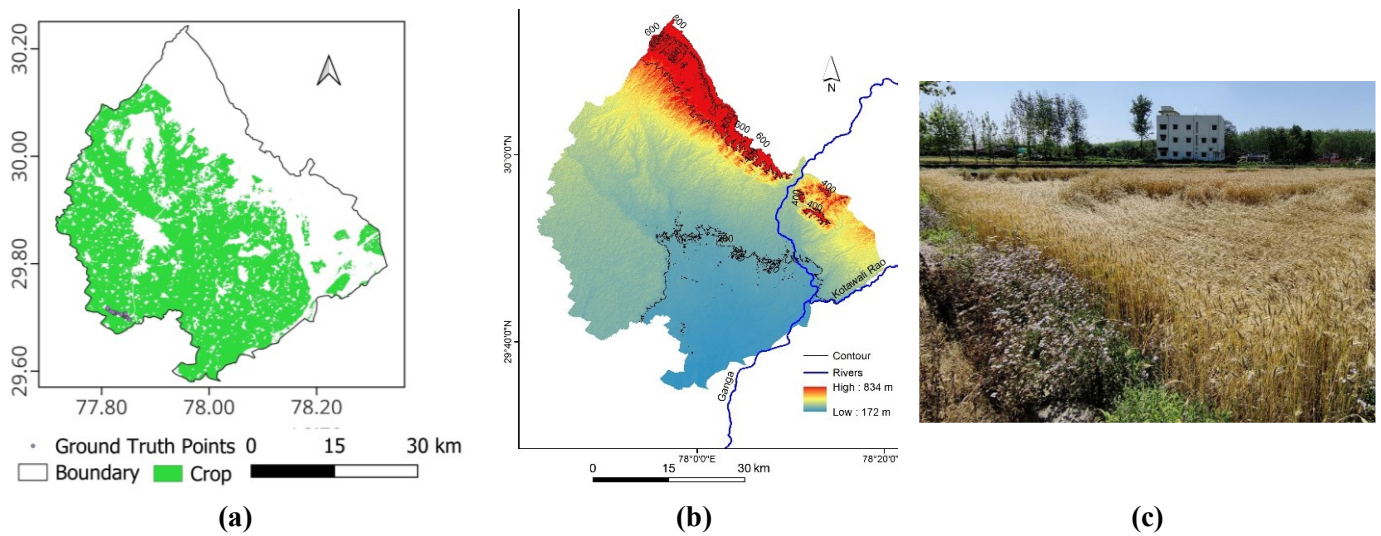 30.20
30.00
29.80
29.60
77.80 78.00 78.20
Ground Truth Points 0 15 30 km
Boundary Crop
(a)
600
800
600
600
400
400
400
N
30°0'0"N
29°40'0"N
Kotawali Rao
Ganga
Contour
Rivers
High : 834 m
Low : 172 m
78°0'0"E 78°20'0"E
0 15 30 km
(b)
(c)